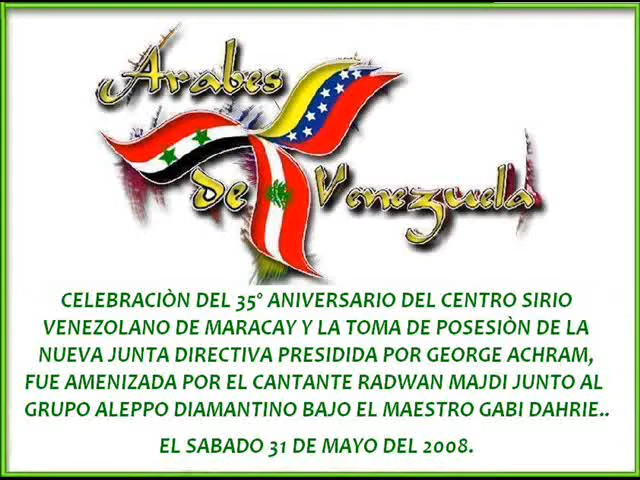 Arabes
de Venezuela
CELEBRACIÒN DEL 35° ANIVERSARIO DEL CENTRO SIRIO
VENEZOLANO DE MARACAY Y LA TOMA DE POSESIÒN DE LA
NUEVA JUNTA DIRECTIVA PRESIDIDA POR GEORGE ACHRAM,
FUE AMENIZADA POR EL CANTANTE RADWAN MAJDI JUNTO AL
GRUPO ALEPPO DIAMANTINO BAJO EL MAESTRO GABI DAHRIE..
EL SABADO 31 DE MAYO DEL 2008.